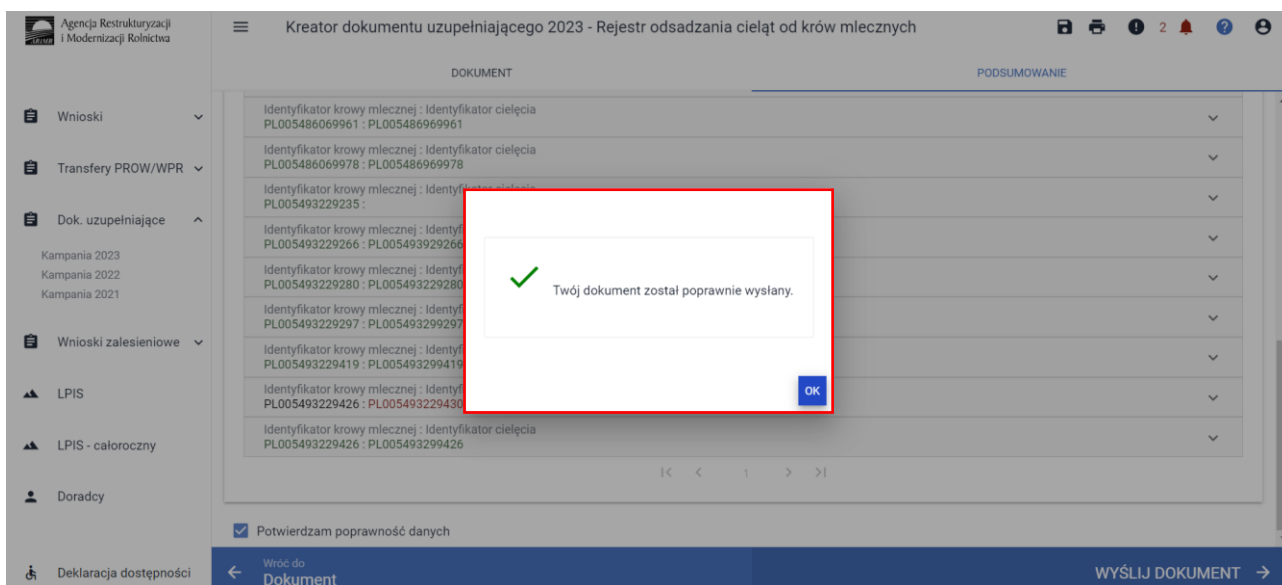 Agencja Restrukturyzacji
i Modernizacji Rolnictwa
Kreator dokumentu uzupełniającego 2023 - Rejestr odsadzania cieląt od krów mlecznych
2
DOKUMENT
PODSUMOWANIE
Wnioski
Transfery PROW/WPR
Dok. uzupełniające
Kampania 2023
Kampania 2022
Kampania 2021
Wnioski zalesieniowe
LPIS
LPIS - całoroczny
Doradcy
Deklaracja dostępności
Identyfikator krowy mlecznej : Identyfikator cielęcia
PL005486069961 : PL005486969961
Identyfikator krowy mlecznej : Identyfikator cielęcia
PL005486069978 : PL005486969978
Identyfikator krowy mlecznej : Identyfikator cielęcia
PL005493229235 :
Identyfikator krowy mlecznej : Identyf
PL005493229266 : PL005493929266
Identyfikator krowy mlecznej : Identyf
PL005493229280 : PL005493229280
Identyfikator krowy mlecznej : Identyf
PL005493229297 : PL005493299297
Identyfikator krowy mlecznej : Identyf
PL005493229419 : PL005493299419
Identyfikator krowy mlecznej : Identyf
PL005493229426 : PL005493229430
Identyfikator krowy mlecznej : Identyfikator cielęcia
PL005493229426 : PL005493299426
1
Twój dokument został poprawnie wysłany.
OK
Potwierdzam poprawność danych
Wróć do
Dokument
WYŚLIJ DOKUMENT